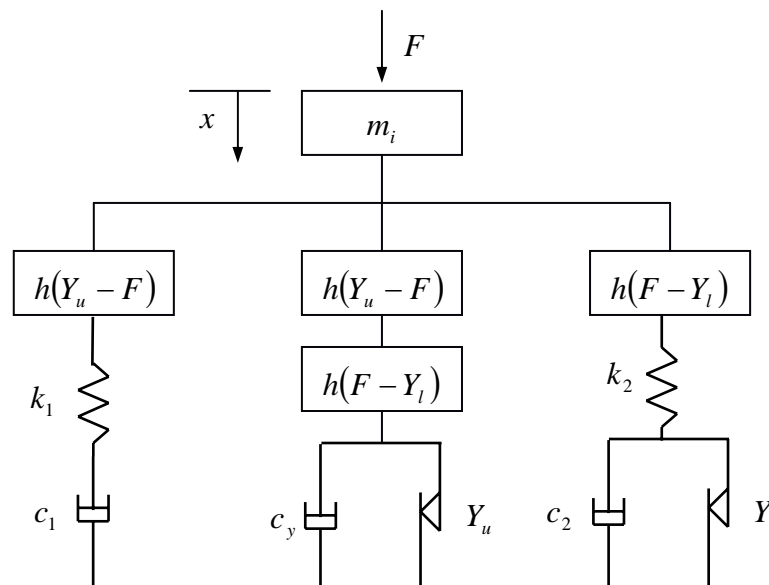 F
x
m_i
h(Y_u − F)
h(Y_u − F)
h(F − Y_l)
h(F − Y_l)
k_1
k_2
c_1
c_y
Y_u
c_2
Y